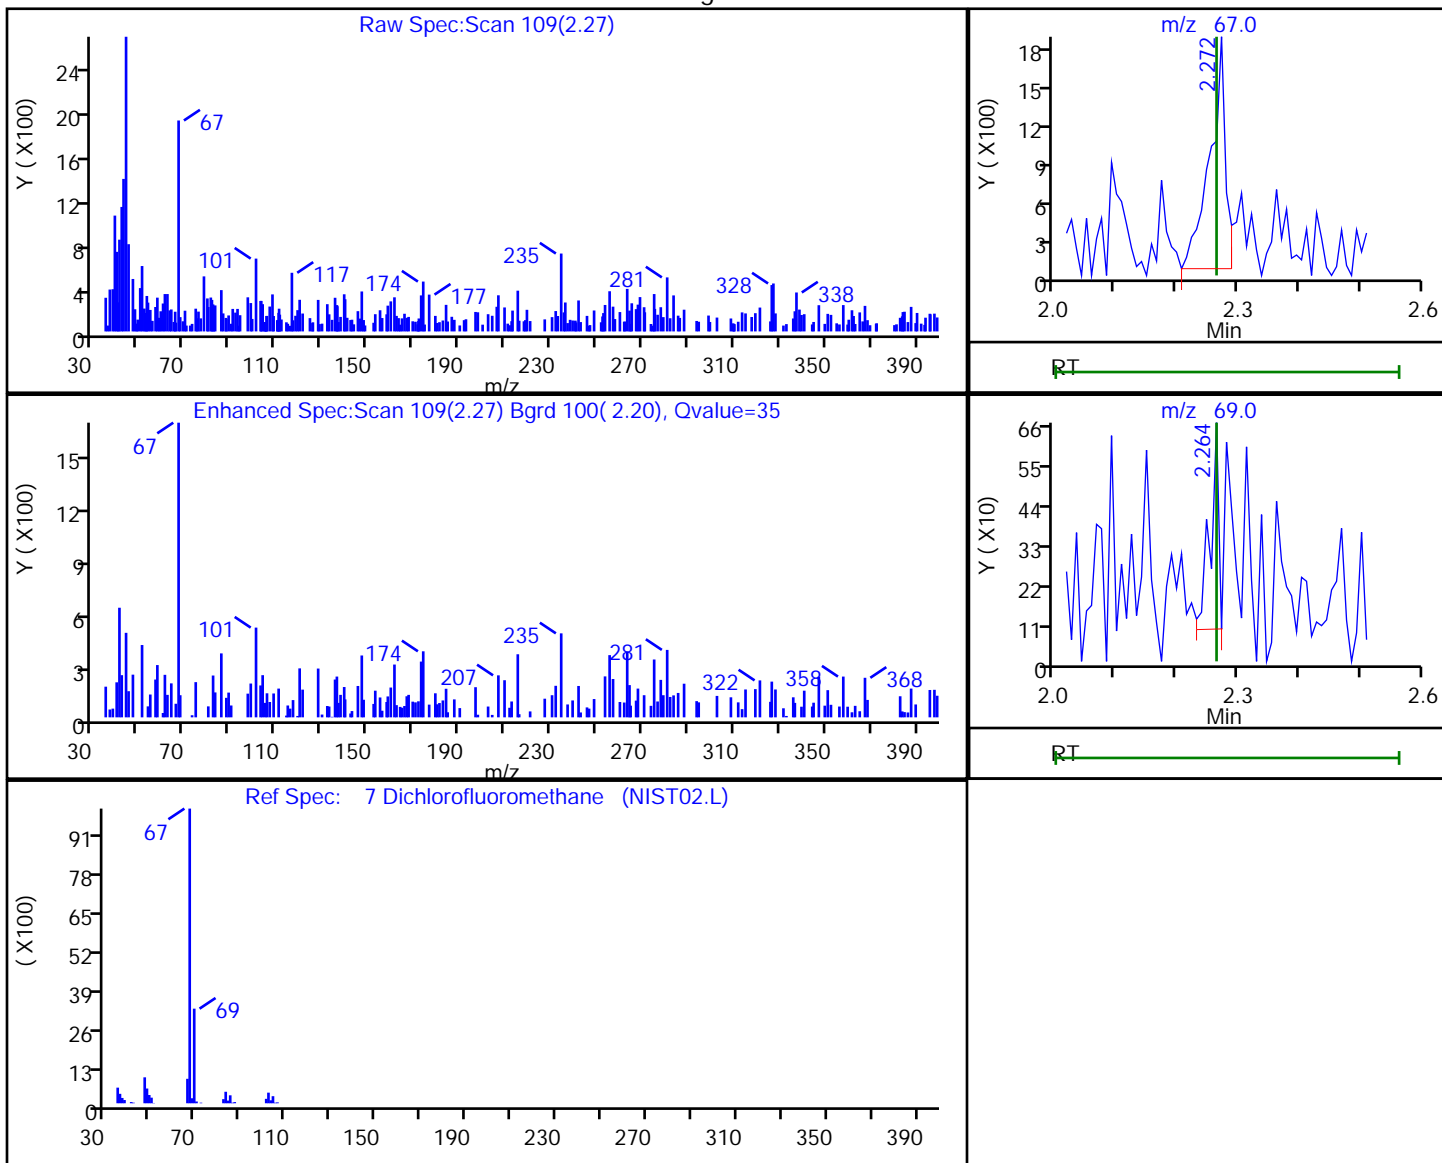 Raw Spec:Scan 109(2.27)
Y ( X100)
24
20
16
12
8
4
0
67
101
117
174
177
235
281
328
338
30 70 110 150 190 230 270 310 350 390
m/z
m/z 67.0
Y ( X100)
18
15
12
9
6
3
0
2.272
2.0 2.3 2.6
Min
RT
Enhanced Spec:Scan 109(2.27) Bgrd 100( 2.20), Qvalue=35
Y ( X100)
15
12
9
6
3
0
67
101
174
207
235
281
322
358
368
30 70 110 150 190 230 270 310 350 390
m/z
m/z 69.0
Y ( X10)
66
55
44
33
22
11
0
2.264
2.0 2.3 2.6
Min
RT
Ref Spec: 7 Dichlorofluoromethane (NIST02.L)
( X100)
91
78
65
52
39
26
13
0
67
69
30 70 110 150 190 230 270 310 350 390